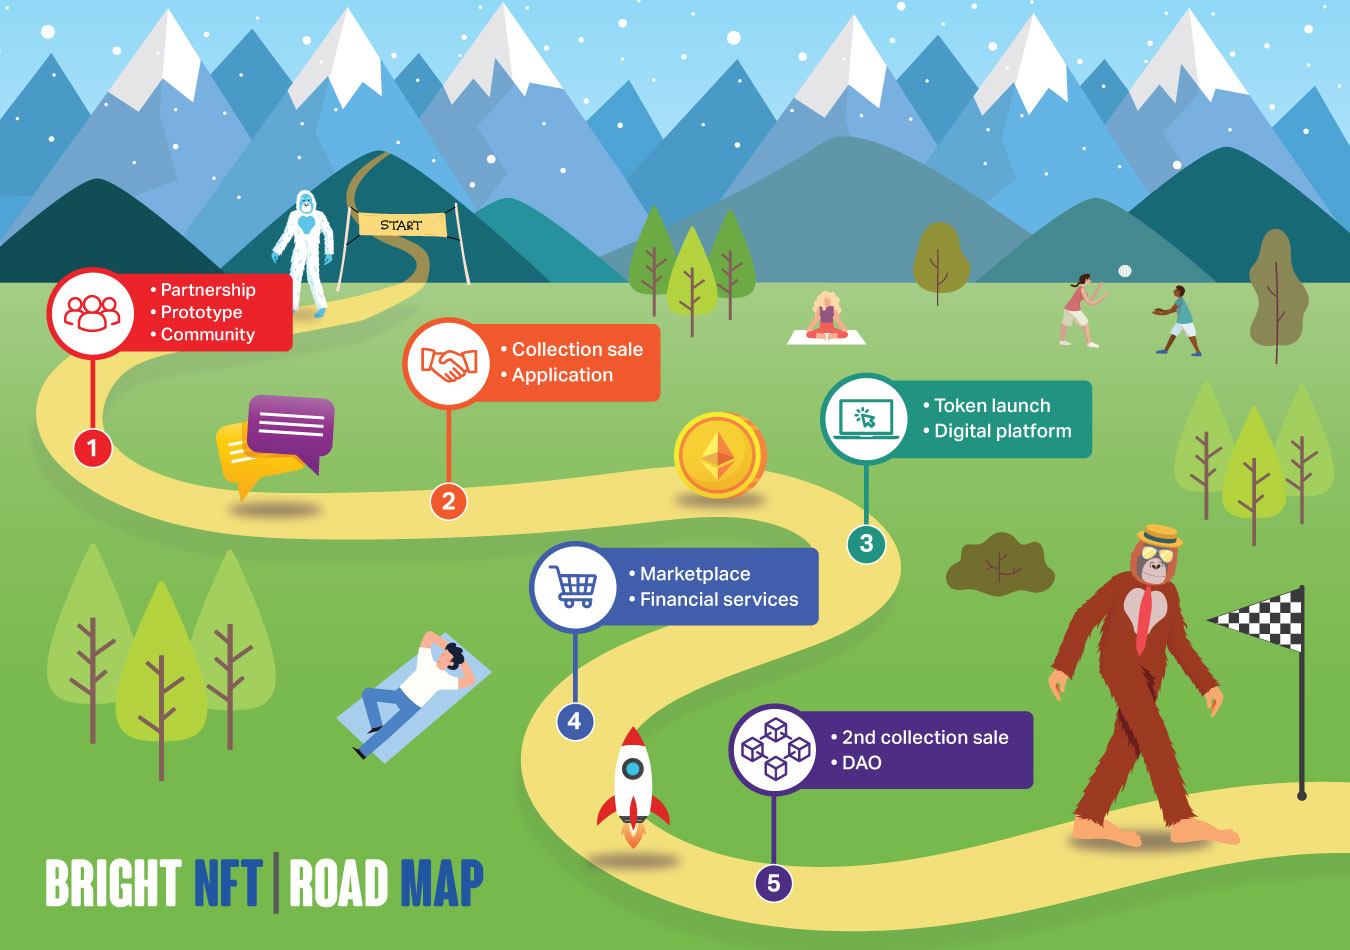 START
• Partnership
• Prototype
• Community
1
• Collection sale
• Application
2
• Token launch
• Digital platform
3
• Marketplace
• Financial services
4
• 2nd collection sale
• DAO
5
BRIGHT NFT | ROAD MAP